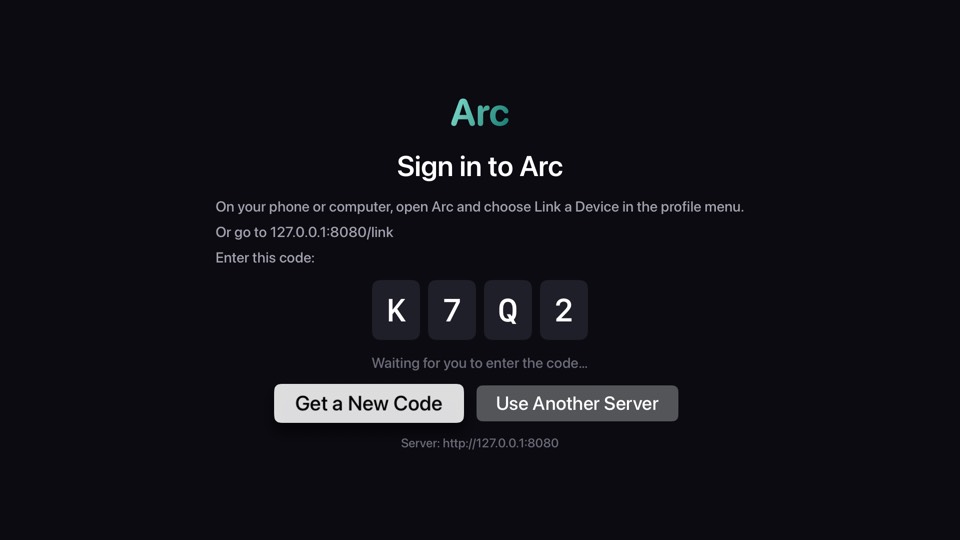 Arc
Sign in to Arc
On your phone or computer, open Arc and choose Link a Device in the profile menu.
Or go to 127.0.0.1:8080/link
Enter this code:
K 7 Q 2
Waiting for you to enter the code...
Get a New Code Use Another Server
Server: http://127.0.0.1:8080